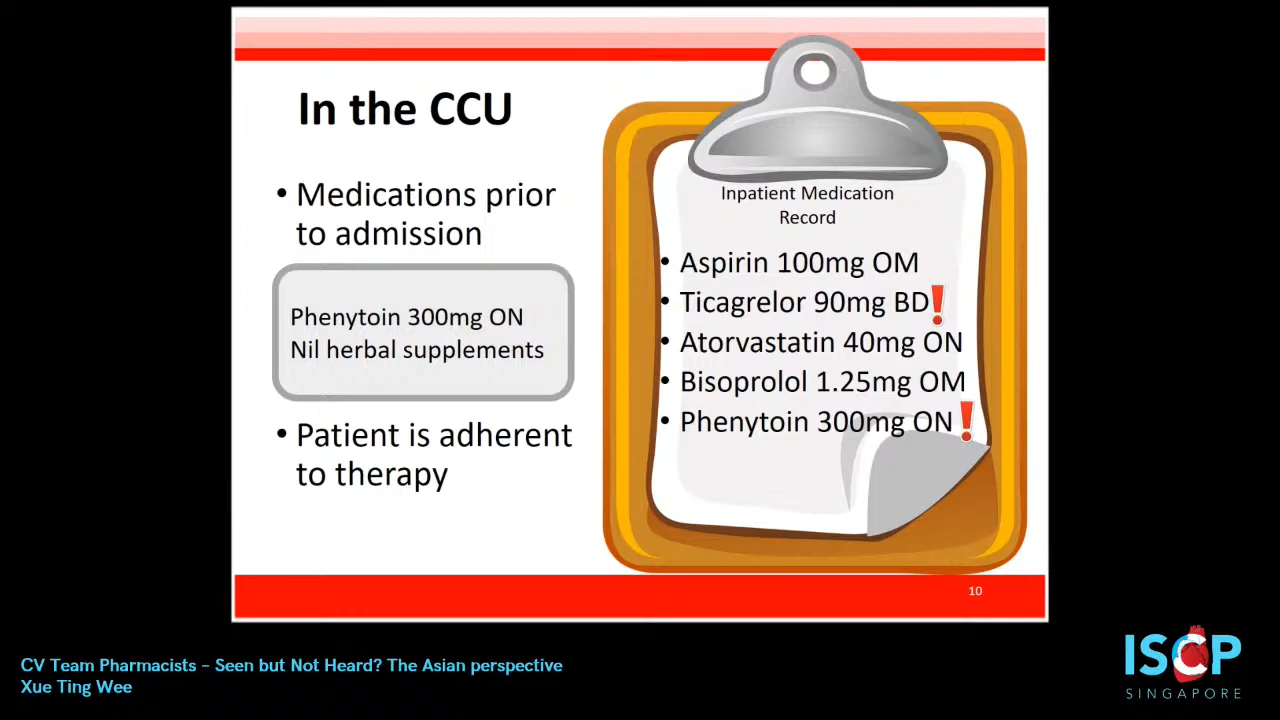 In the CCU
• Medications prior
to admission
Phenytoin 300mg ON
Nil herbal supplements
• Patient is adherent
to therapy
Inpatient Medication
Record
• Aspirin 100mg OM
• Ticagrelor 90mg BD❗
• Atorvastatin 40mg ON
• Bisoprolol 1.25mg OM
• Phenytoin 300mg ON❗
10
CV Team Pharmacists – Seen but Not Heard? The Asian perspective
Xue Ting Wee
ISCP
SINGAPORE